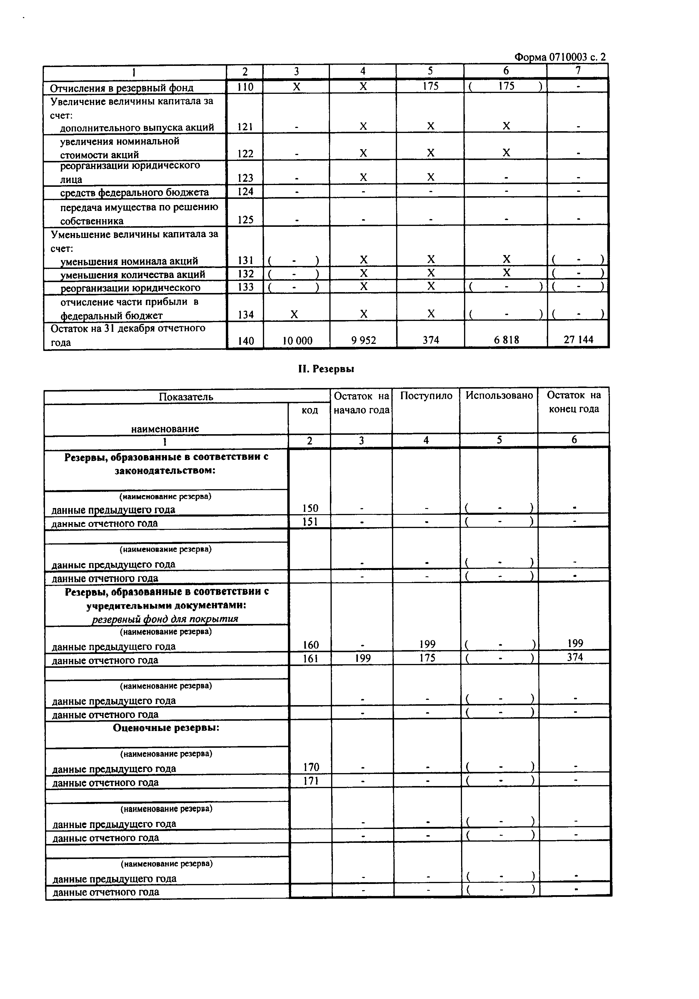 Форма 0710003 с. 2
1 2 3 4 5 6 7
Отчисления в резервный фонд 110 X X 175 ( 175 ) -
Увеличение величины капитала за
счет:
дополнительного выпуска акций 121 - X X X -
увеличения номинальной
стоимости акций 122 - X X X -
реорганизации юридического
лица 123 - X X - -
средств федерального бюджета 124 - - - - -
передача имущества по решению
собственника 125 - - - - -
Уменьшение величины капитала за
счет:
уменьшения номинала акций 131 ( - ) X X X ( - )
уменьшения количества акций 132 ( - ) X X X ( - )
реорганизации юридического 133 ( - ) X X ( - ) ( - )
отчисление части прибыли в
федеральный бюджет 134 X X X ( - ) ( - )
Остаток на 31 декабря отчетного
года 140 10 000 9 952 374 6 818 27 144
II. Резервы
Показатель Остаток на Поступило Использовано Остаток на
код начало года конец года
наименование
1 2 3 4 5 6
Резервы, образованные в соответствии с
законодательством:
(наименование резерва)
данные предыдущего года 150 - - ( - ) -
данные отчетного года 151 - - ( - ) -
(наименование резерва)
данные предыдущего года - - ( - ) -
данные отчетного года - - ( - ) -
Резервы, образованные в соответствии с
учредительными документами:
резервный фонд для покрытия
(наименование резерва)
данные предыдущего года 160 - 199 ( - ) 199
данные отчетного года 161 199 175 ( - ) 374
(наименование резерва)
данные предыдущего года - - ( - ) -
данные отчетного года - - ( - ) -
Оценочные резервы:
(наименование резерва)
данные предыдущего года 170 - - ( - ) -
данные отчетного года 171 - - ( - ) -
(наименование резерва)
данные предыдущего года - - ( - ) -
данные отчетного года - - ( - ) -
(наименование резерва)
данные предыдущего года - - ( - ) -
данные отчетного года - - ( - ) -